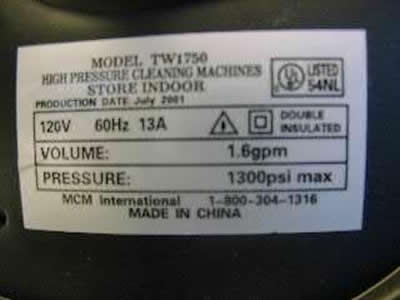 MODEL TW1750
HIGH PRESSURE CLEANING MACHINES
STORE INDOOR
PRODUCTION DATE July 2001
UL LISTED
54NL
120V 60Hz 13A DOUBLE INSULATED
VOLUME: 1.6gpm
PRESSURE: 1300psi max
MCM International 1-800-304-1316
MADE IN CHINA